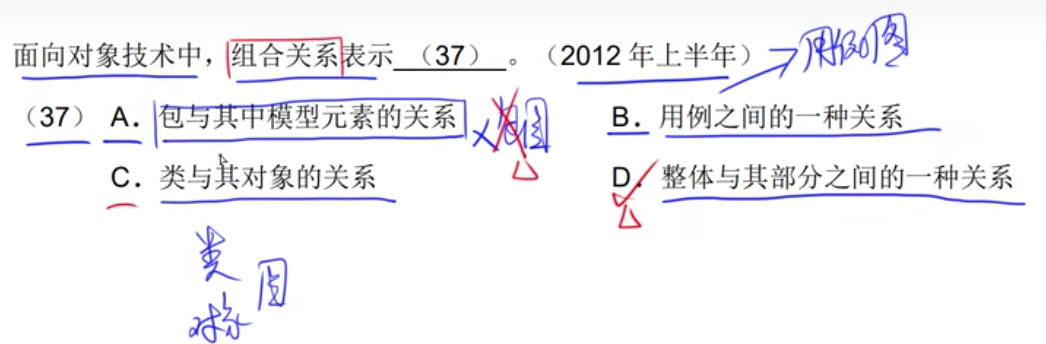 面向对象技术中，组合关系表示 （37） 。（2012 年上半年） 用例图
（37） A．包与其中模型元素的关系 B．用例之间的一种关系
C．类与其对象的关系 D．整体与其部分之间的一种关系
类
对象
图